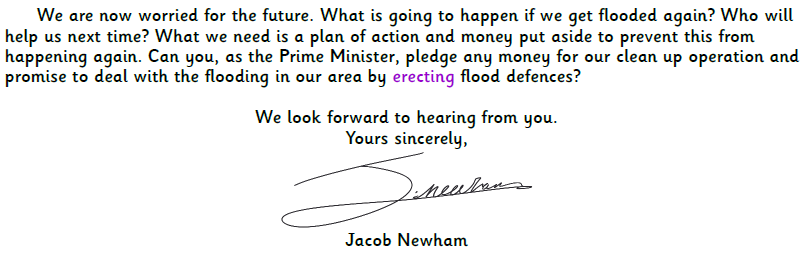 We are now worried for the future. What is going to happen if we get flooded again? Who will
help us next time? What we need is a plan of action and money put aside to prevent this from
happening again. Can you, as the Prime Minister, pledge any money for our clean up operation and
promise to deal with the flooding in our area by erecting flood defences?
We look forward to hearing from you.
Yours sincerely,
J. Newham
Jacob Newham